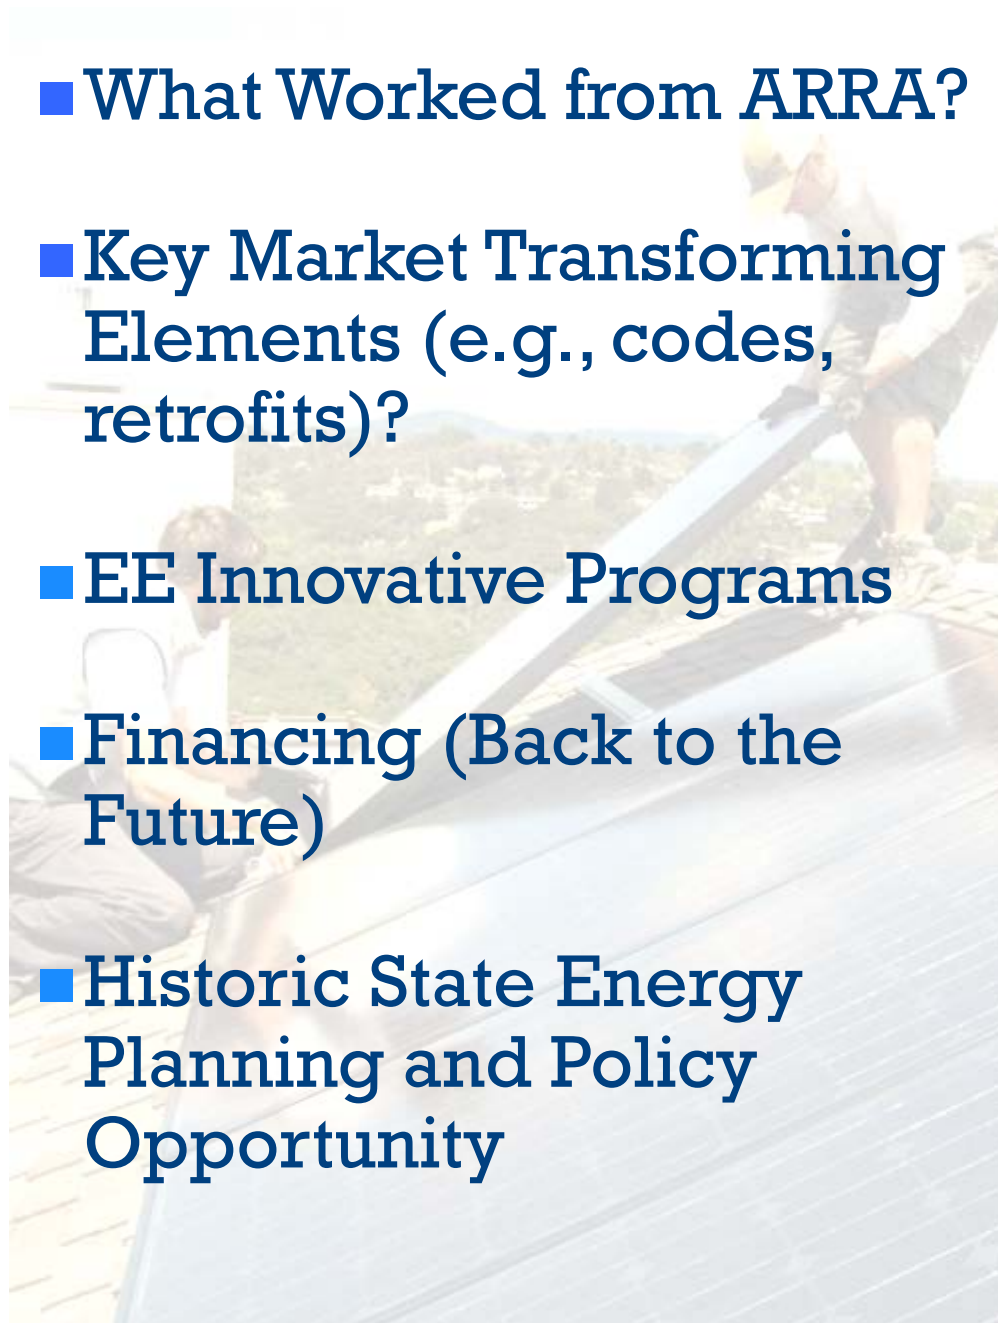 What Worked from ARRA?
Key Market Transforming
Elements (e.g., codes,
retrofits)?
EE Innovative Programs
Financing (Back to the
Future)
Historic State Energy
Planning and Policy
Opportunity